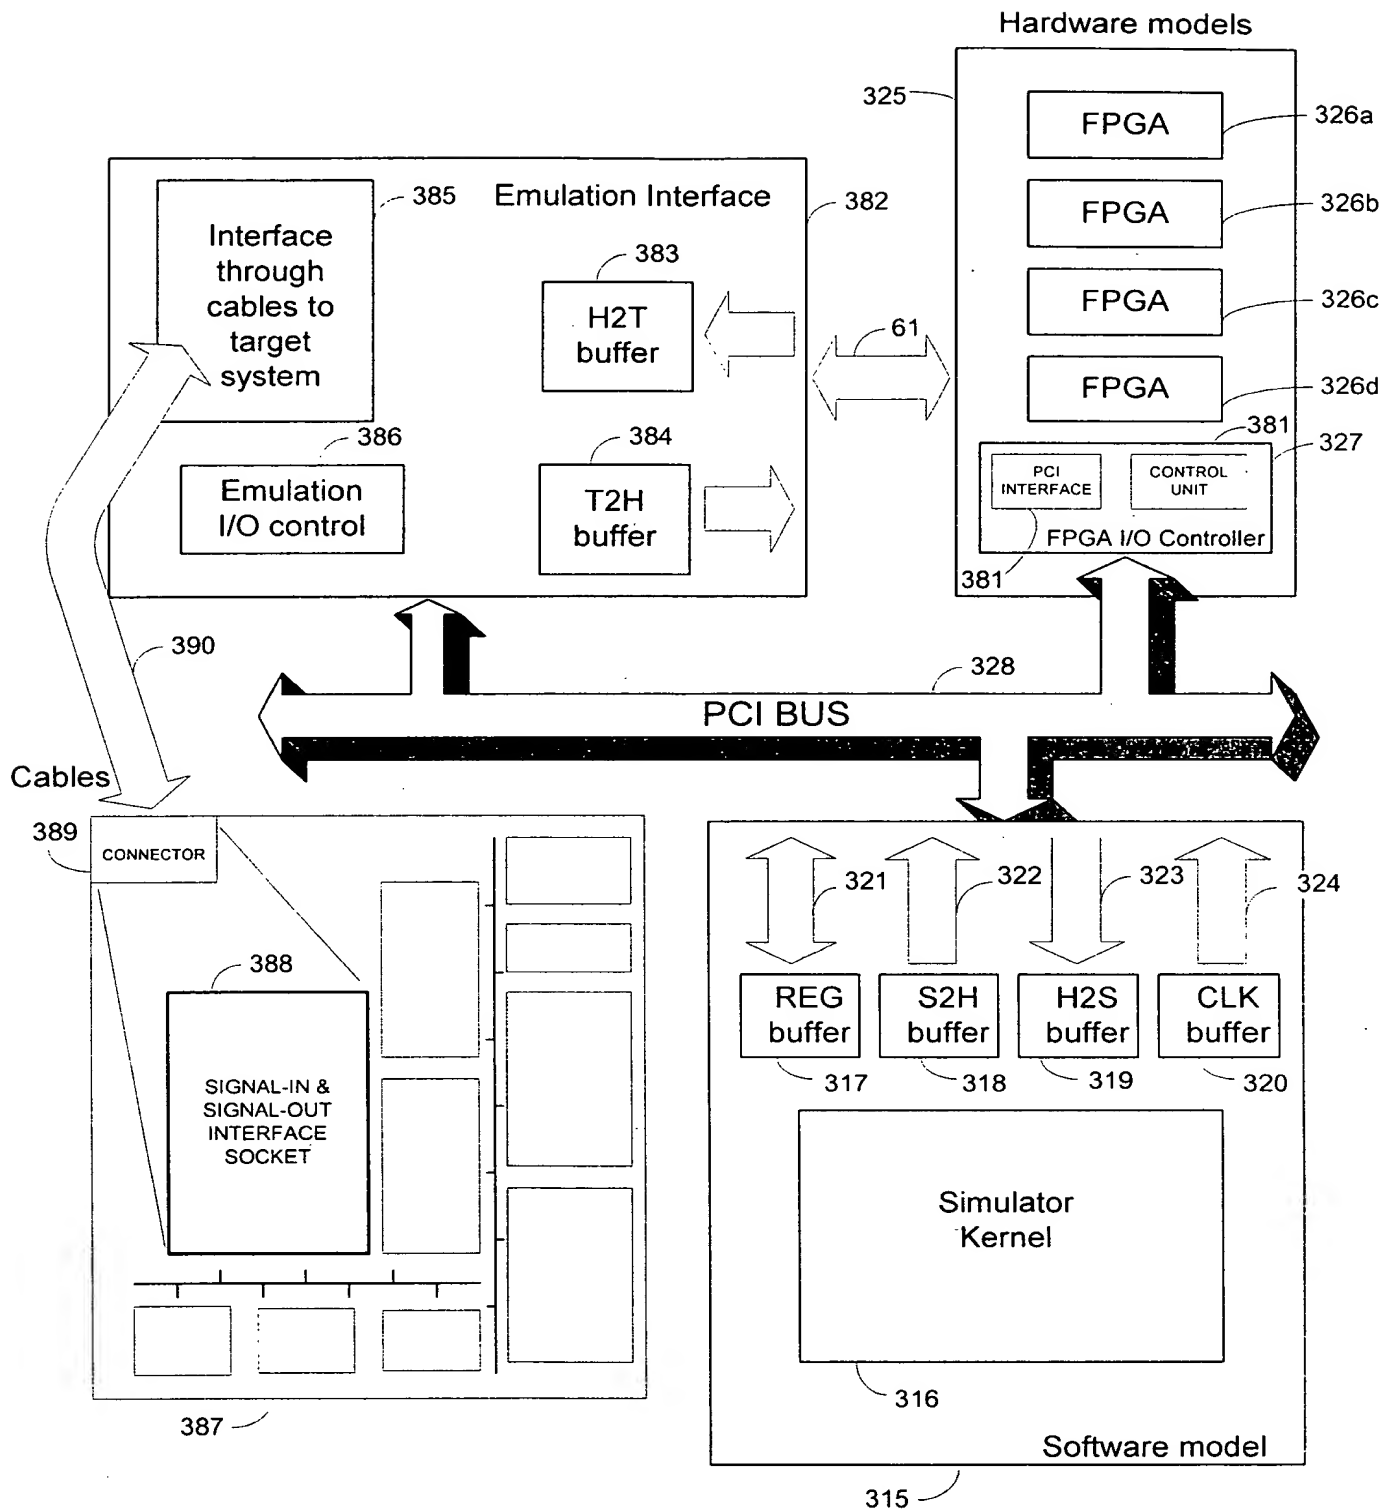 Hardware models
325
FPGA
326a
FPGA
326b
FPGA
326c
FPGA
326d
381
327
PCI
INTERFACE
CONTROL
UNIT
FPGA I/O Controller
381
385
Emulation Interface
382
Interface
through
cables to
target
system
383
H2T
buffer
61
386
Emulation
I/O control
384
T2H
buffer
390
328
PCI BUS
Cables
389
CONNECTOR
388
SIGNAL-IN &
SIGNAL-OUT
INTERFACE
SOCKET
387
321
322
323
324
REG
buffer
S2H
buffer
H2S
buffer
CLK
buffer
317
318
319
320
Simulator
Kernel
316
Software model
315